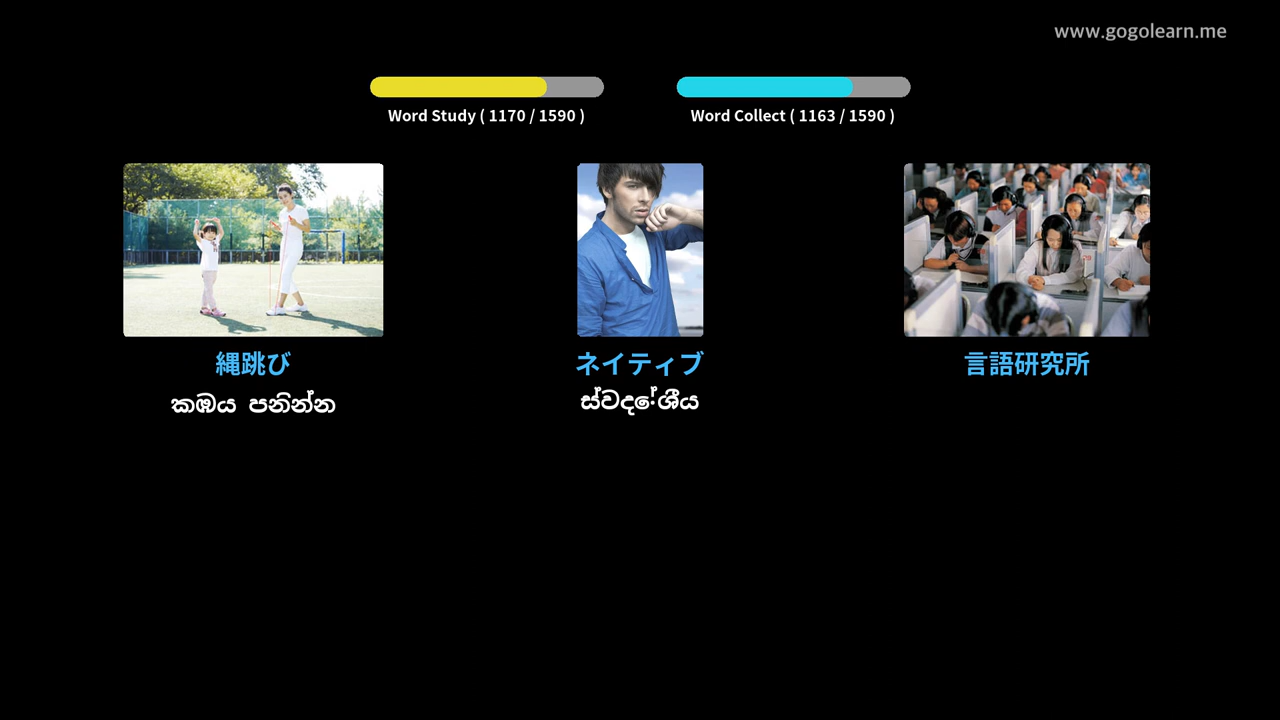 www.gogolearn.me
Word Study ( 1170 / 1590 )
Word Collect ( 1163 / 1590 )
縄跳び
ネイティブ
言語研究所
කඹය පනින්න
ස්වදේශීය